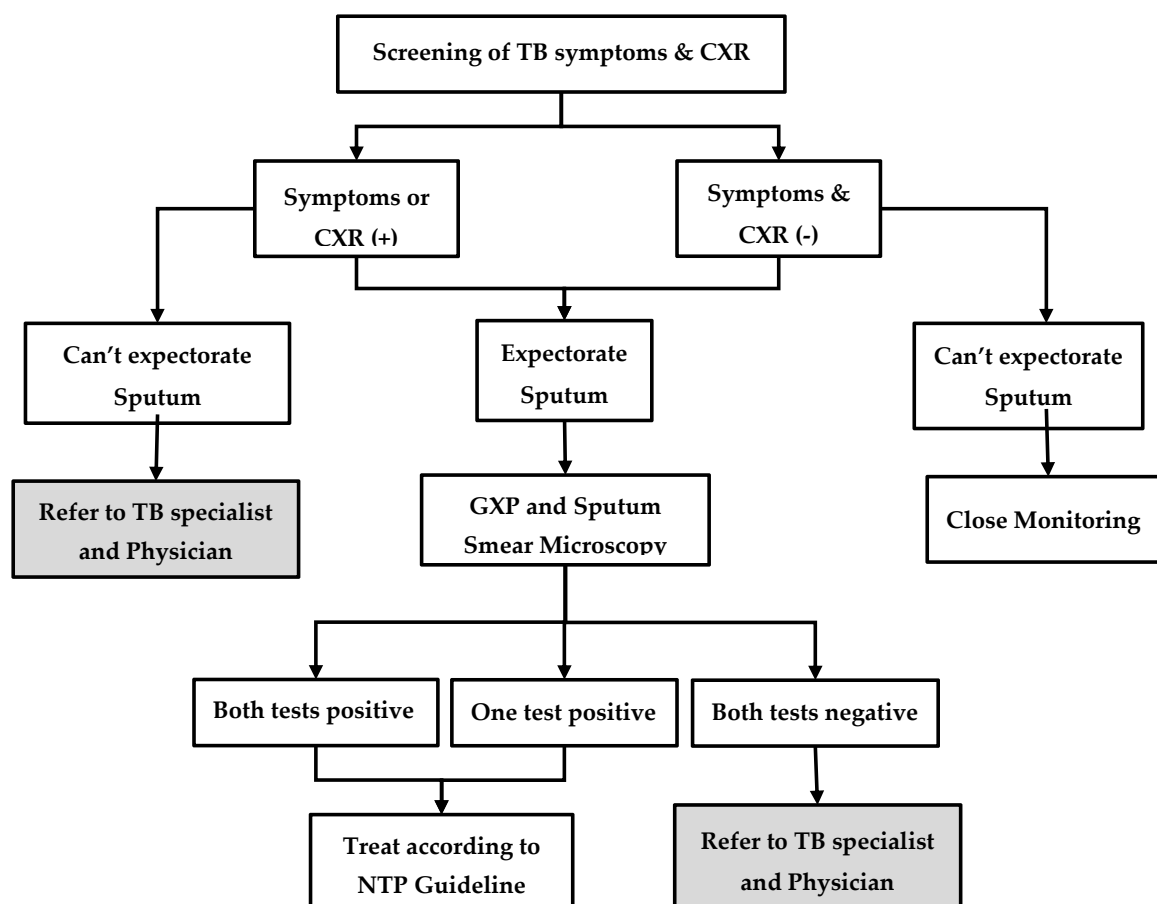 Screening of TB symptoms & CXR
Symptoms or
CXR (+)
Symptoms &
CXR (-)
Can’t expectorate
Sputum
Expectorate
Sputum
Can’t expectorate
Sputum
Refer to TB specialist
and Physician
GXP and Sputum
Smear Microscopy
Close Monitoring
Both tests positive
One test positive
Both tests negative
Treat according to
NTP Guideline
Refer to TB specialist
and Physician